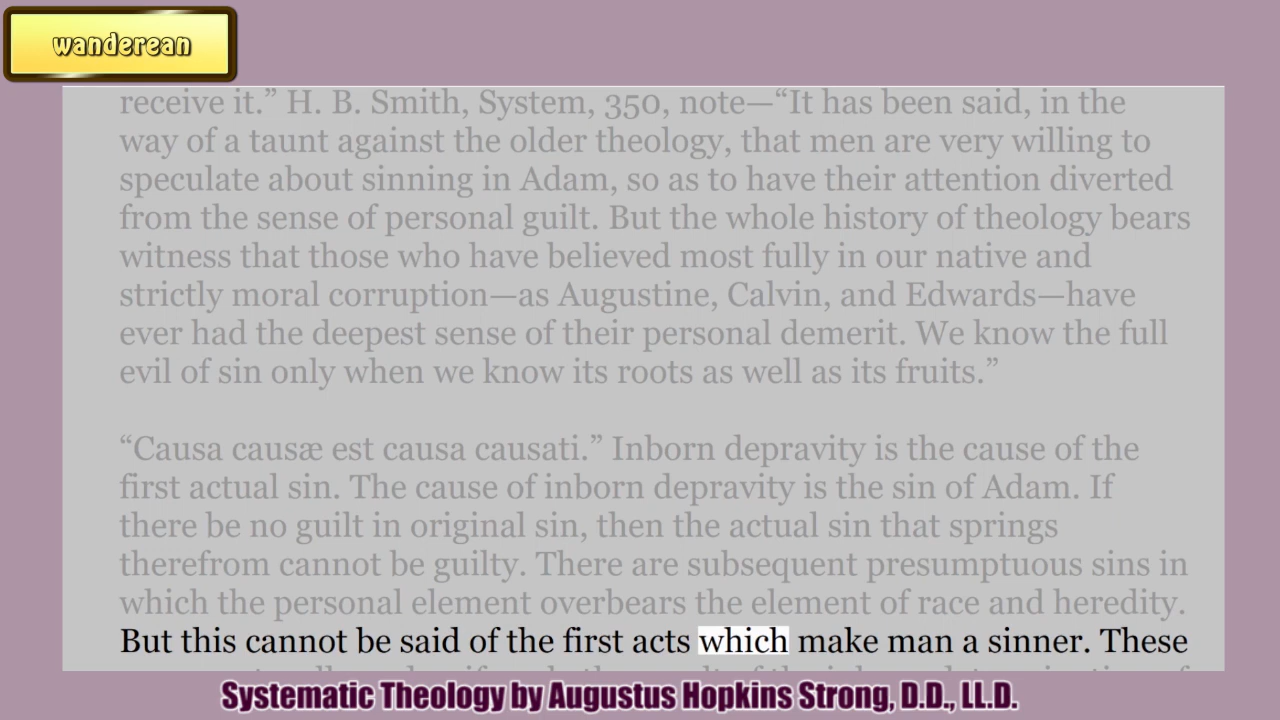 wanderean
receive it.” H. B. Smith, System, 350, note—“It has been said, in the
way of a taunt against the older theology, that men are very willing to
speculate about sinning in Adam, so as to have their attention diverted
from the sense of personal guilt. But the whole history of theology bears
witness that those who have believed most fully in our native and
strictly moral corruption—as Augustine, Calvin, and Edwards—have
ever had the deepest sense of their personal demerit. We know the full
evil of sin only when we know its roots as well as its fruits.”
“Causa causæ est causa causati.” Inborn depravity is the cause of the
first actual sin. The cause of inborn depravity is the sin of Adam. If
there be no guilt in original sin, then the actual sin that springs
therefrom cannot be guilty. There are subsequent presumptuous sins in
which the personal element overbears the element of race and heredity.
But this cannot be said of the first acts which make man a sinner. These
Systematic Theology by Augustus Hopkins Strong, D.D., LL.D.